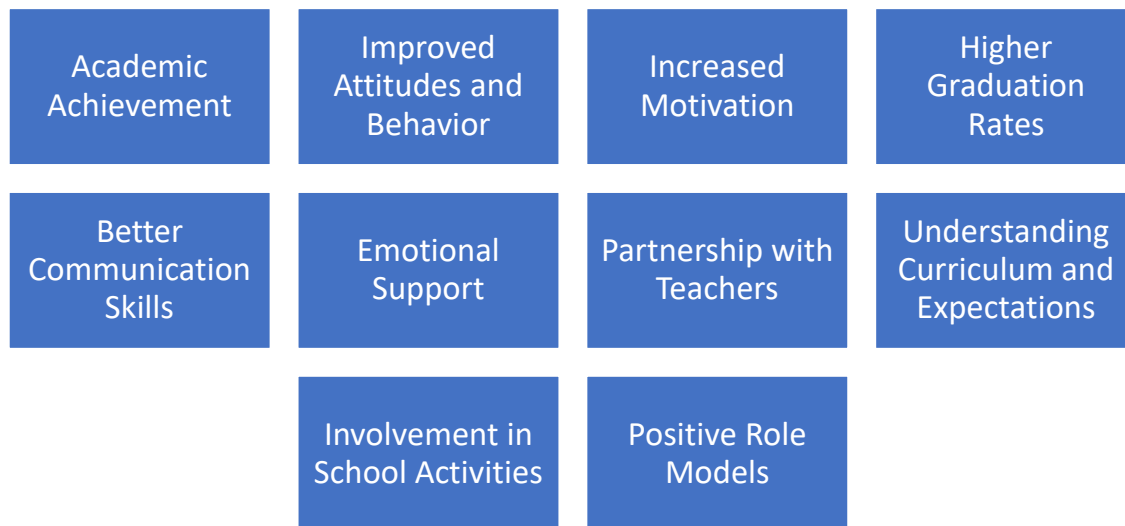 Academic
Achievement
Improved
Attitudes and
Behavior
Increased
Motivation
Higher
Graduation
Rates
Better
Communication
Skills
Emotional
Support
Partnership with
Teachers
Understanding
Curriculum and
Expectations
Involvement in
School Activities
Positive Role
Models